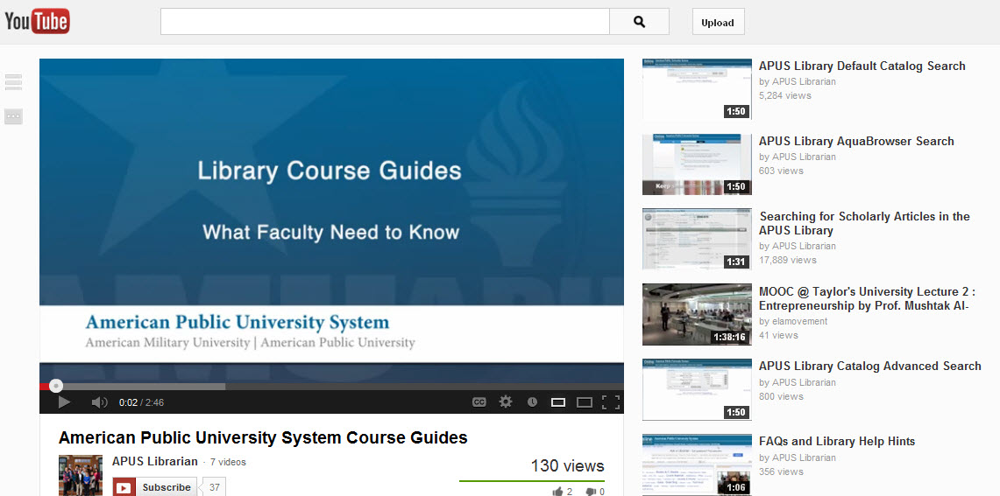 YouTube
Upload
Library Course Guides
What Faculty Need to Know
American Public University System
American Military University | American Public University
0:02 / 2:46
CC
American Public University System Course Guides
APUS Librarian · 7 videos
Subscribe 37
130 views
2 0
APUS Library Default Catalog Search
by APUS Librarian
5,284 views
1:50
APUS Library AquaBrowser Search
by APUS Librarian
603 views
Keep
1:50
Searching for Scholarly Articles in the
APUS Library
by APUS Librarian
17,889 views
1:31
MOOC @ Taylor's University Lecture 2 :
Entrepreneurship by Prof. Mushtak Al-
by elamovement
41 views
1:38:16
APUS Library Catalog Advanced Search
by APUS Librarian
800 views
1:50
FAQs and Library Help Hints
by APUS Librarian
356 views
1:06